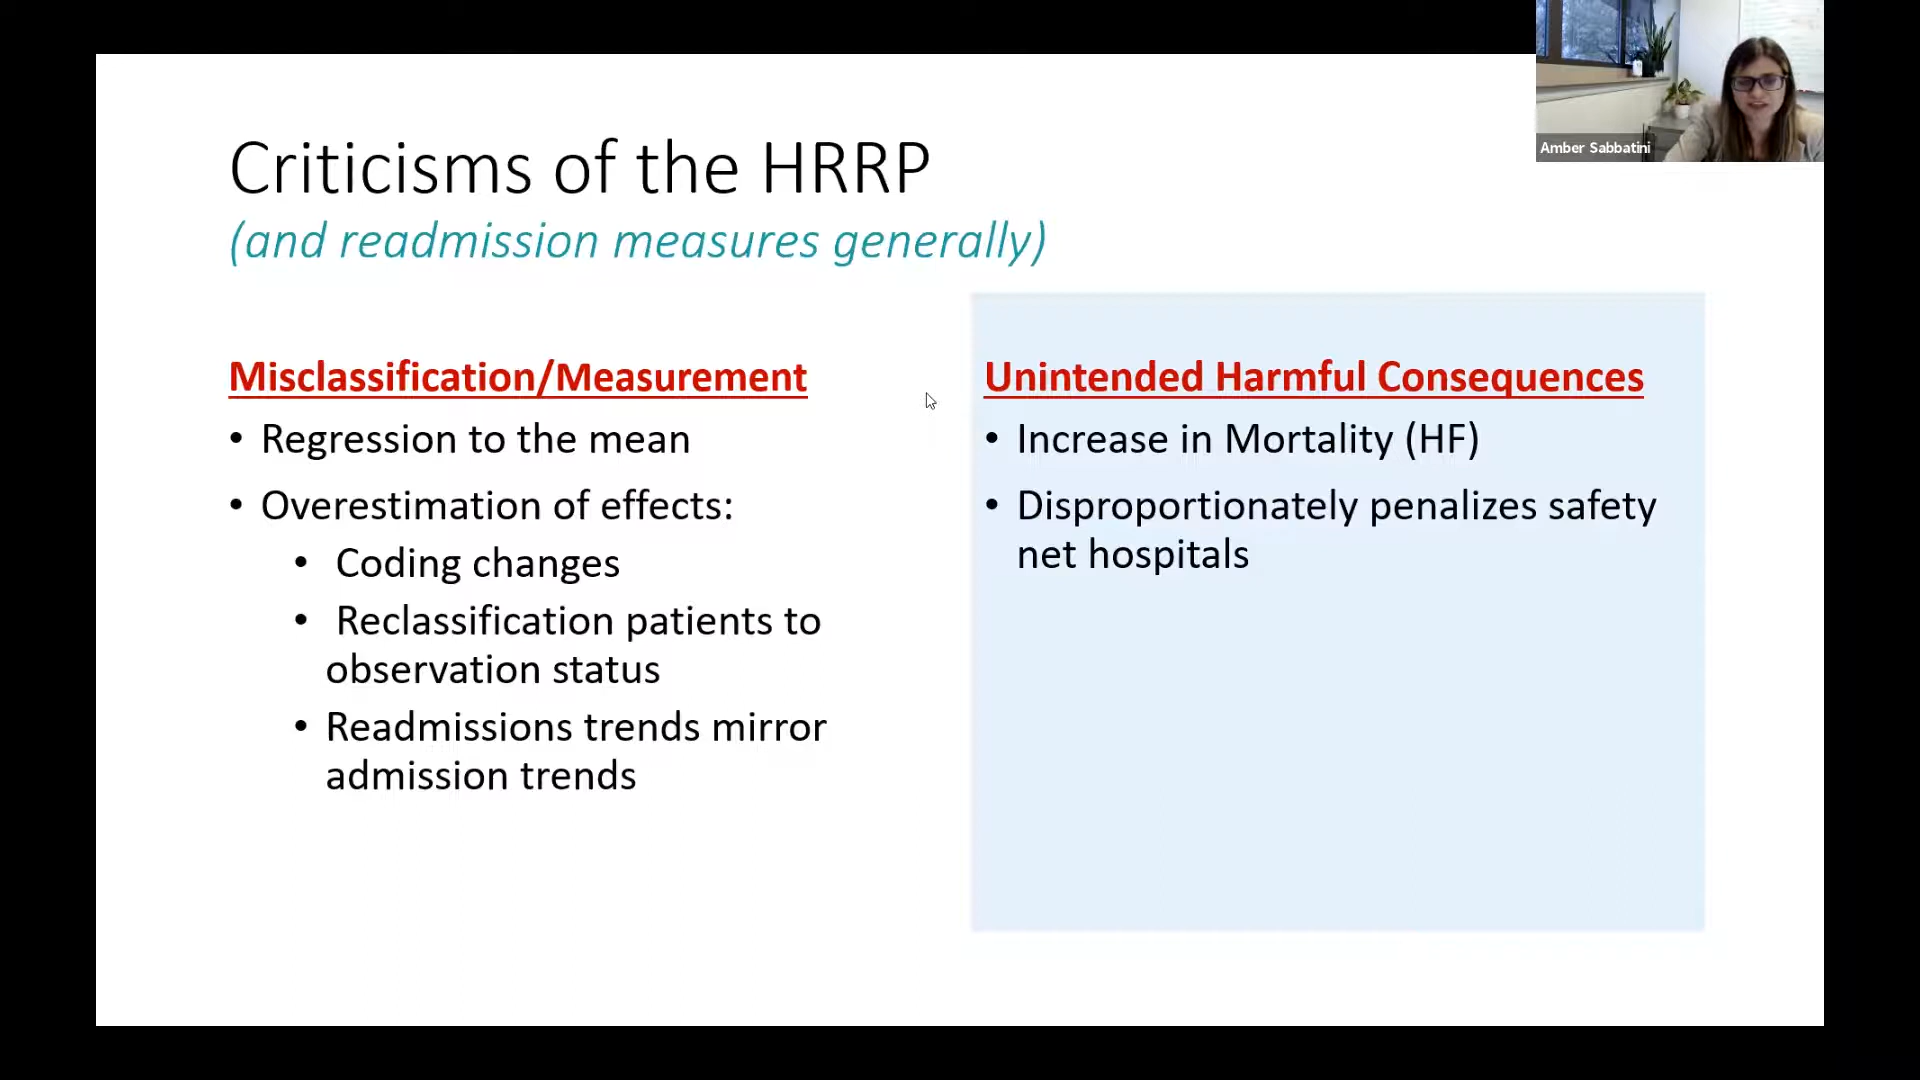 Amber Sabbatini
Criticisms of the HRRP
(and readmission measures generally)
Misclassification/Measurement
• Regression to the mean
• Overestimation of effects:
• Coding changes
• Reclassification patients to
observation status
• Readmissions trends mirror
admission trends
Unintended Harmful Consequences
• Increase in Mortality (HF)
• Disproportionately penalizes safety
net hospitals